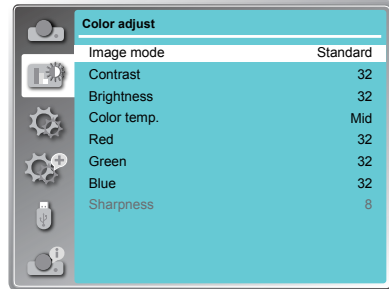 Color adjust
Image mode Standard
Contrast 32
Brightness 32
Color temp. Mid
Red 32
Green 32
Blue 32
Sharpness 8